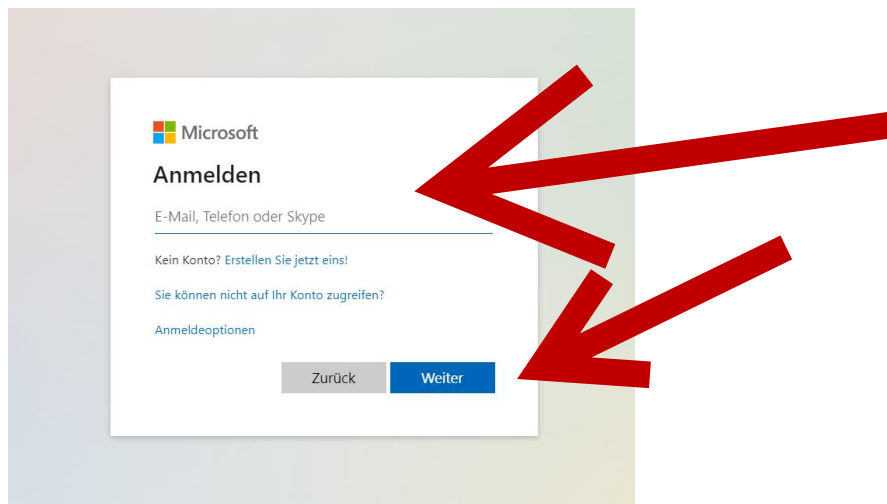 Microsoft
Anmelden
E-Mail, Telefon oder Skype
Kein Konto? Erstellen Sie jetzt eins!
Sie können nicht auf Ihr Konto zugreifen?
Anmeldeoptionen
Zurück Weiter